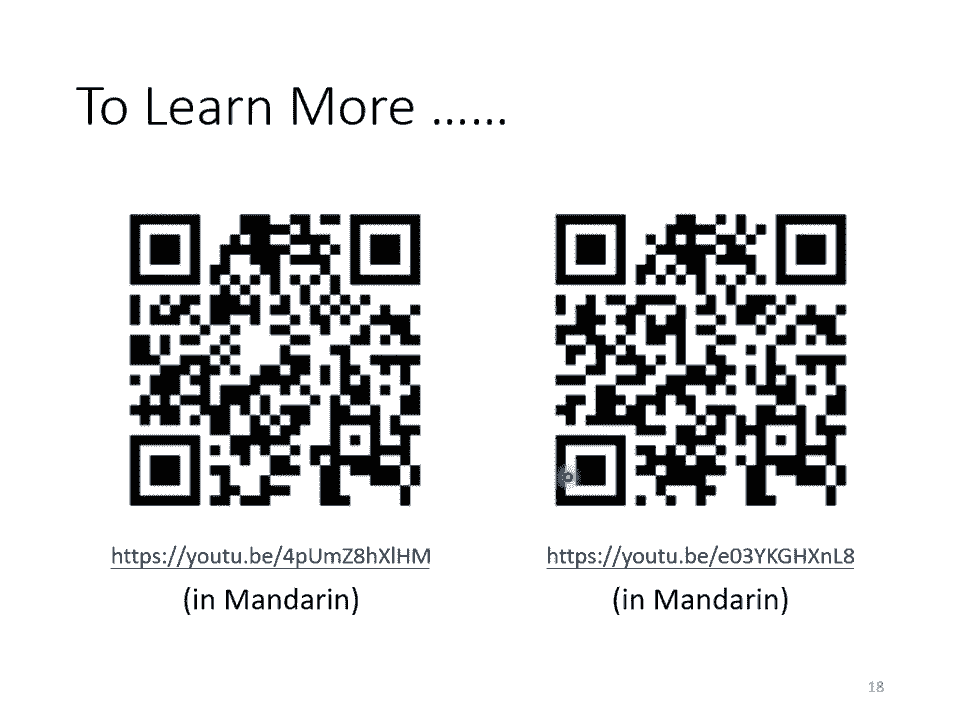 To Learn More ……
https://youtu.be/4pUmZ8hXlHM
(in Mandarin)
https://youtu.be/e03YKGHXnL8
(in Mandarin)
18